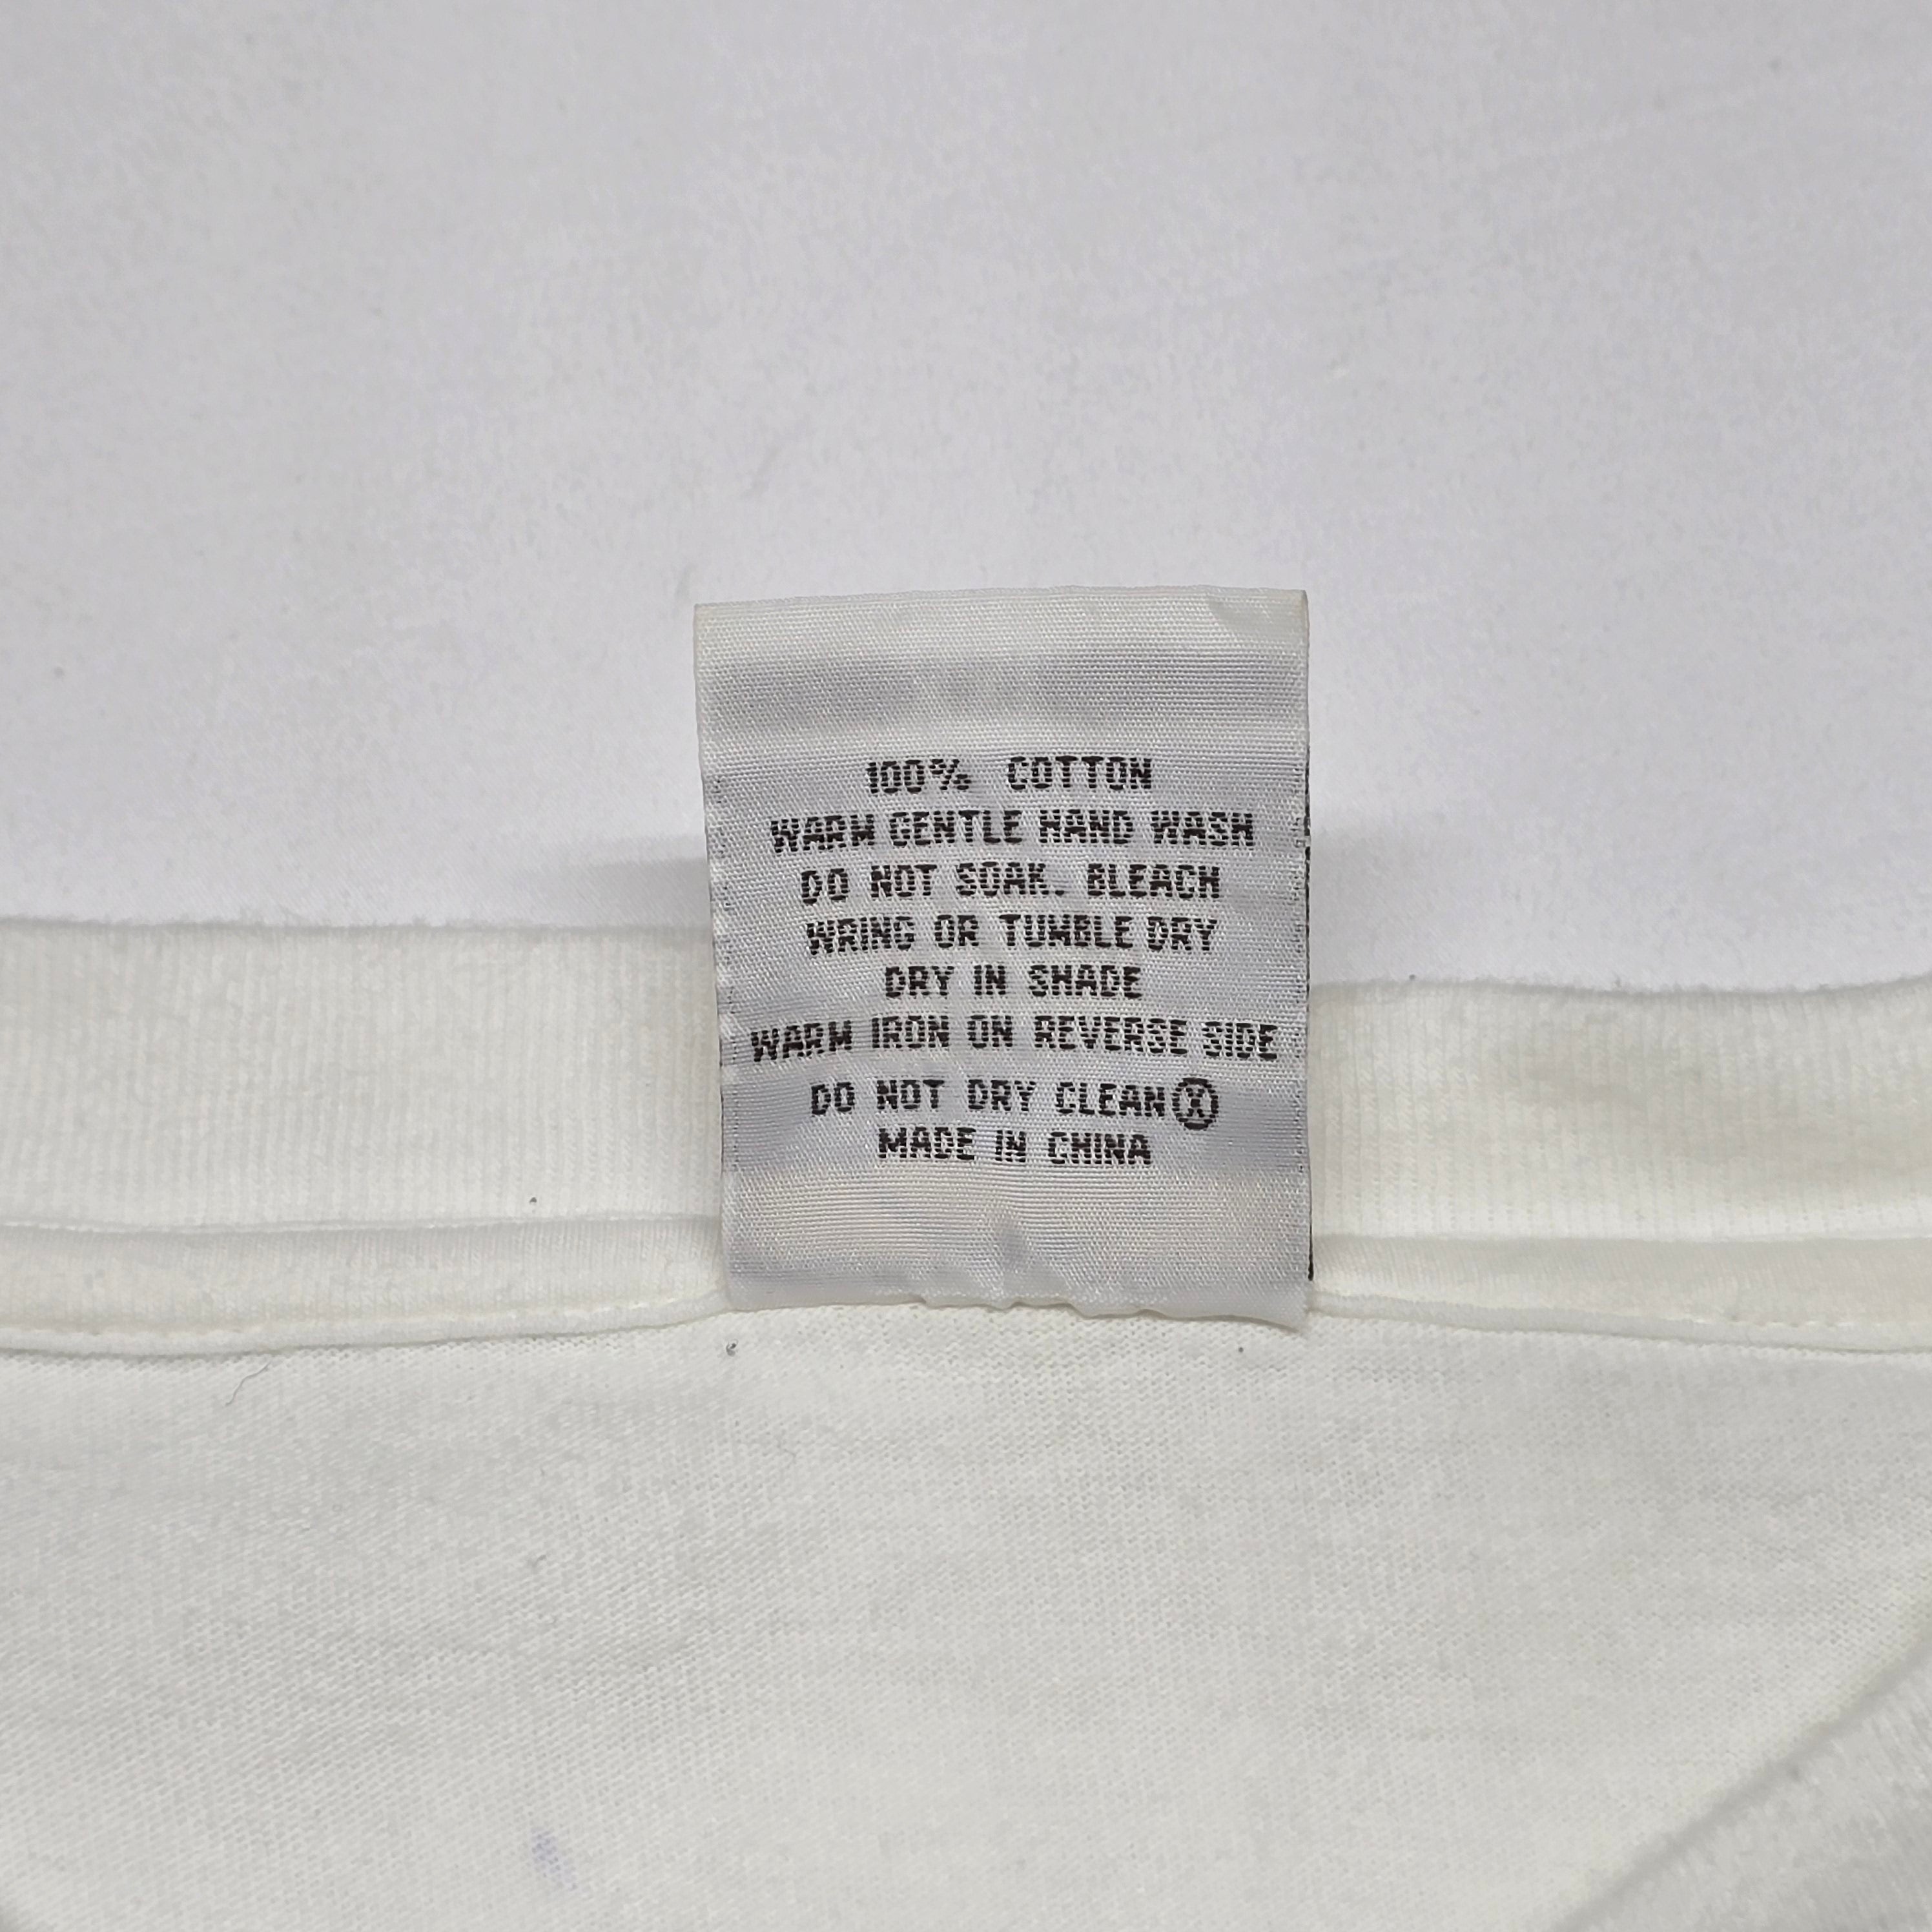 100% COTTON
WARM GENTLE HAND WASH
DO NOT SOAK. BLEACH
WRING OR TUMBLE DRY
DRY IN SHADE
WARM IRON ON REVERSE SIDE
DO NOT DRY CLEAN Ⓧ
MADE IN CHINA